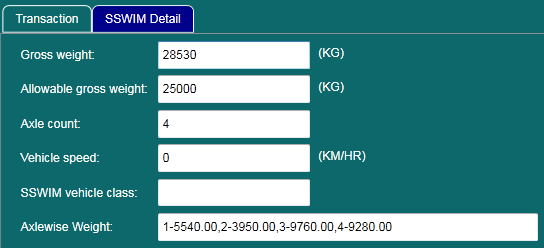 Transaction SSWIM Detail
Gross weight: 28530 (KG)
Allowable gross weight: 25000 (KG)
Axle count: 4
Vehicle speed: 0 (KM/HR)
SSWIM vehicle class:
Axlewise Weight: 1-5540.00,2-3950.00,3-9760.00,4-9280.00